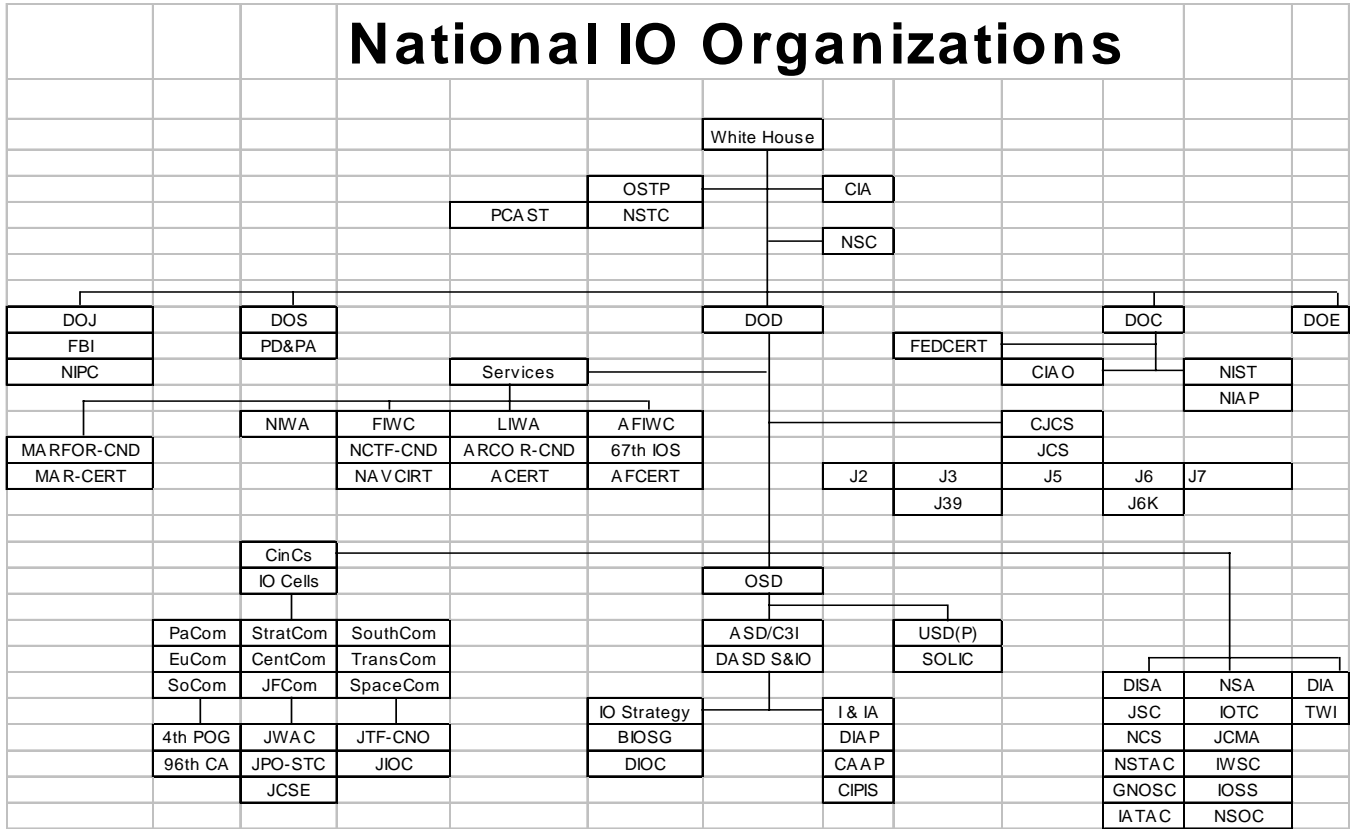 National IO Organizations
White House
OSTP CIA
PCAST NSTC
NSC
DOJ DOS DOD DOC DOE
FBI PD&PA FEDCERT
NIPC Services CIAO NIST
NIAP
NIWA FIWC LIWA AFIWC CJCS
MARFOR-CND NCTF-CND ARCOR-CND 67th IOS JCS
MAR-CERT NAVCIRT ACERT AFCERT J2 J3 J5 J6 J7
J39 J6K
CinCs
IO Cells OSD
PaCom StratCom SouthCom ASD/C3I USD(P)
EuCom CentCom TransCom DASD S&IO SOLIC
SoCom JFCom SpaceCom DISA NSA DIA
IO Strategy I & IA JSC IOTC TWI
4th POG JWAC JTF-CNO BIOSG DIAP NCS JCMA
96th CA JPO-STC JIOC DIOC CAAP NSTAC IWSC
JCSE CIPIS GNOSC IOSS
IATAC NSOC